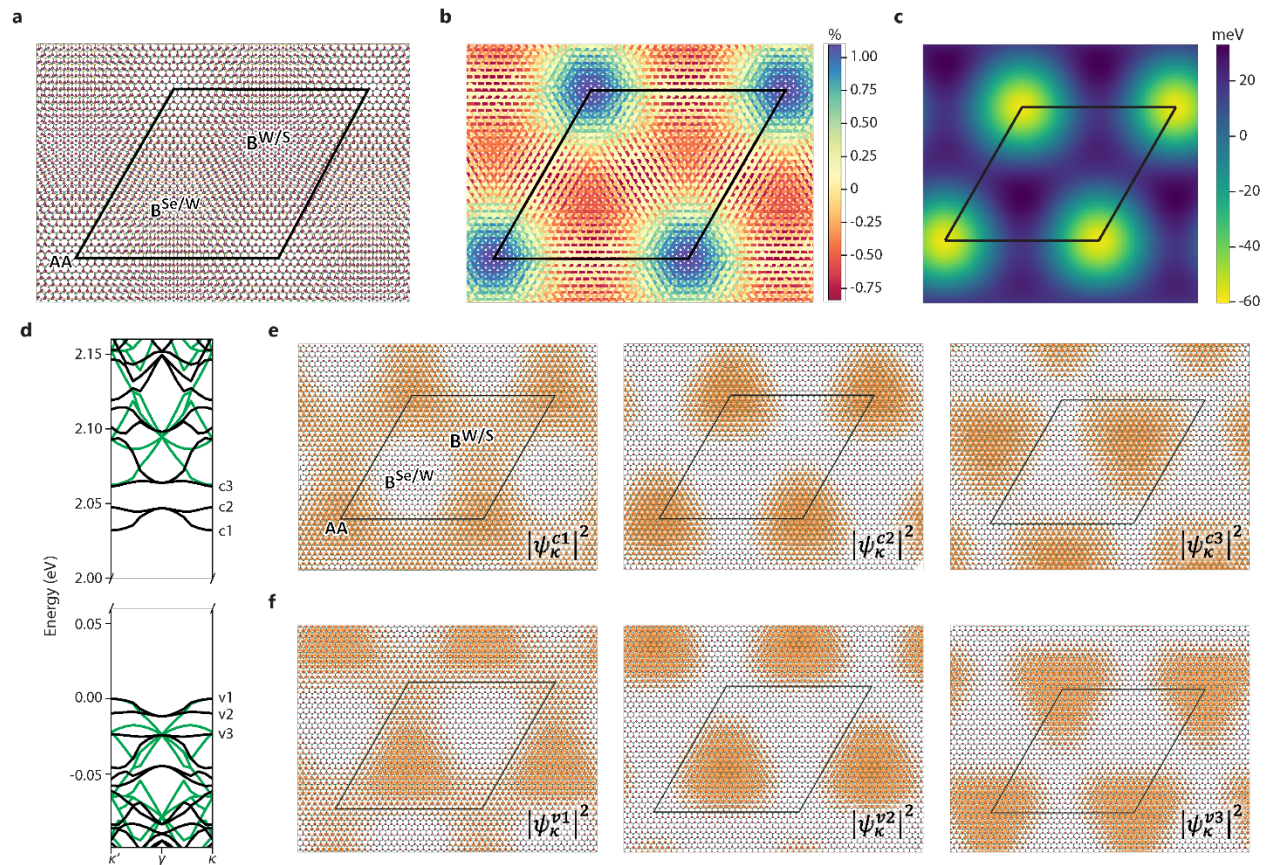 a
b
c
%
meV
1.00
0.75
0.50
0.25
0
-0.25
-0.50
-0.75
20
0
-20
-40
-60
B^W/S
B^Se/W
AA
d
e
f
2.15
2.10
2.05
2.00
0.05
0.00
-0.05
Energy (eV)
c3
c2
c1
v1
v2
v3
κ′ γ κ
B^W/S
B^Se/W
AA
|ψ_κ^c1|^2
|ψ_κ^c2|^2
|ψ_κ^c3|^2
|ψ_κ^v1|^2
|ψ_κ^v2|^2
|ψ_κ^v3|^2